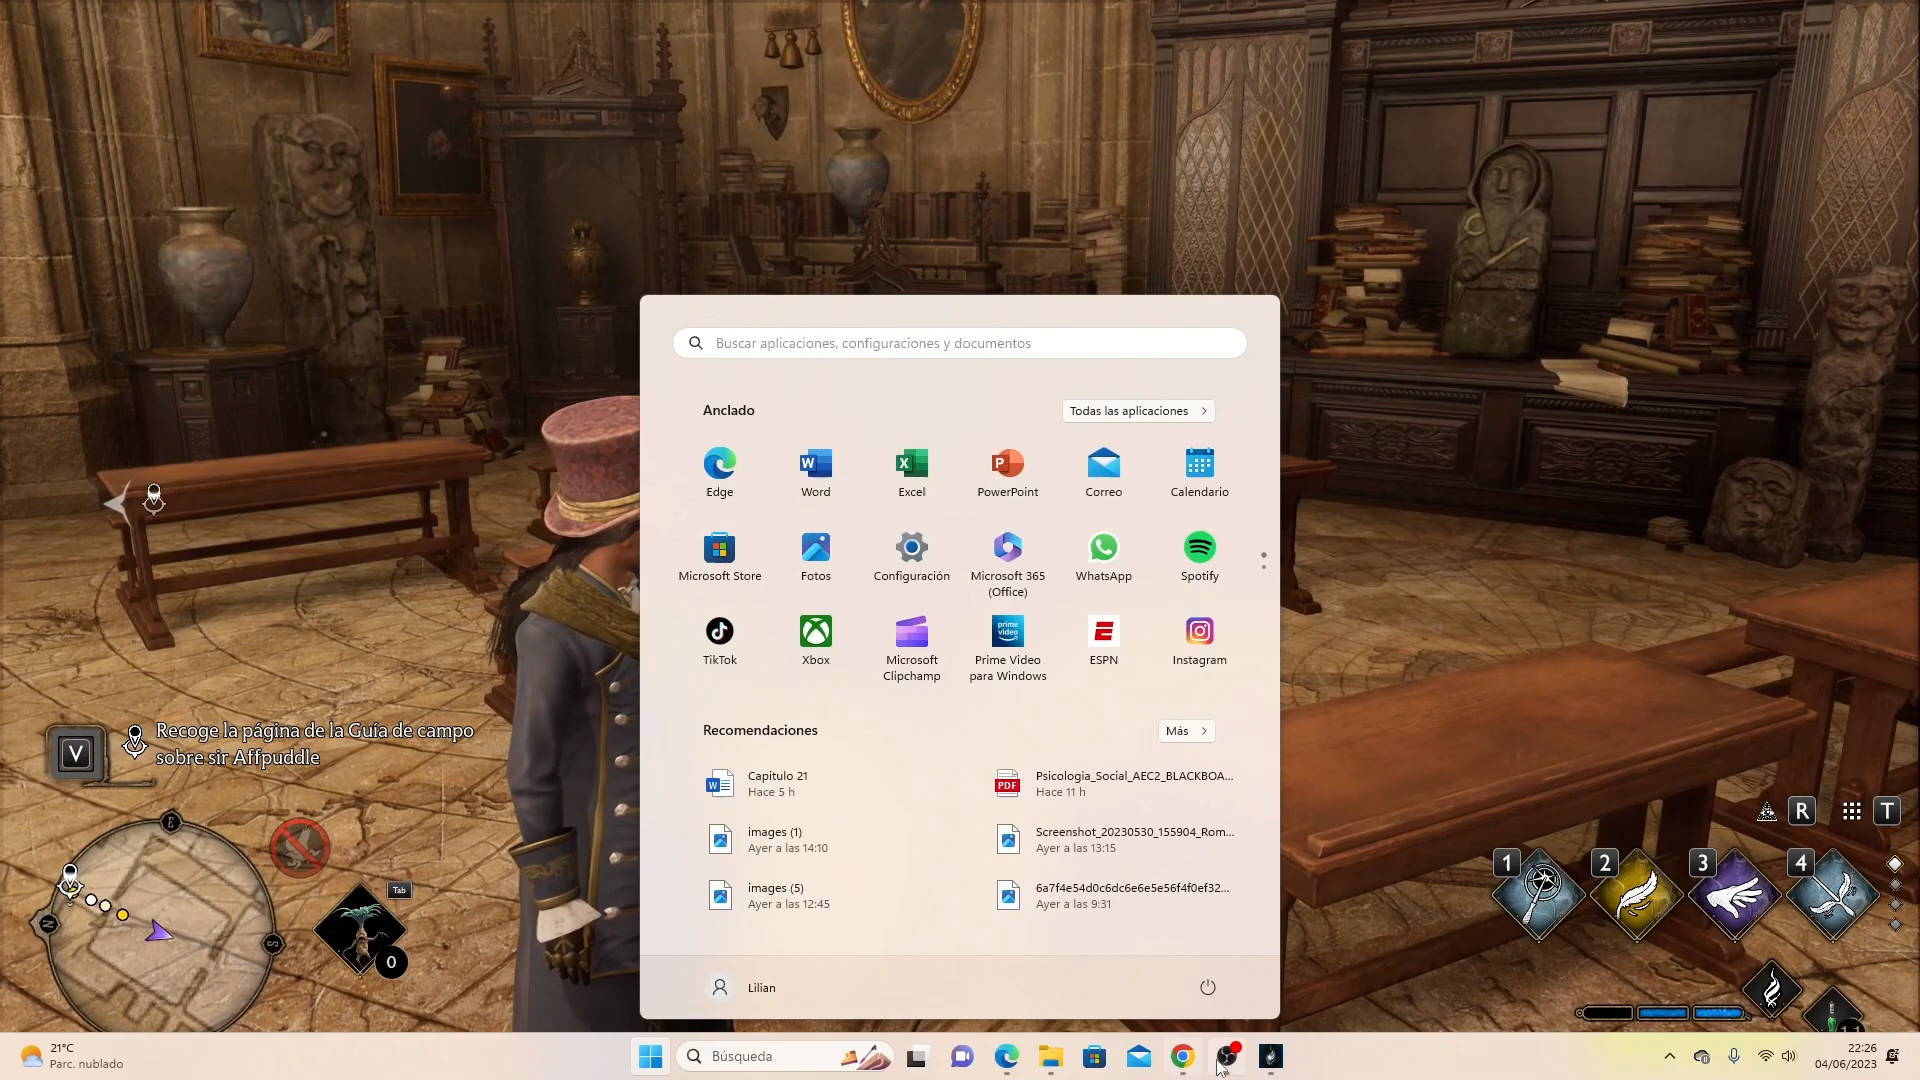 Buscar aplicaciones, configuraciones y documentos
Anclado
Todas las aplicaciones
Edge
Word
Excel
PowerPoint
Correo
Calendario
Microsoft Store
Fotos
Configuración
Microsoft 365
(Office)
WhatsApp
Spotify
TikTok
Xbox
Microsoft
Clipchamp
prime video
Prime Video
para Windows
ESPN
Instagram
Recomendaciones
Más
Capitulo 21
Hace 5 h
Psicologia_Social_AEC2_BLACKBOA...
Hace 11 h
images (1)
Ayer a las 14:10
Screenshot_20230530_155904_Rom...
Ayer a las 13:15
images (5)
Ayer a las 12:45
6a7f4e54d0c6dc6e6e5e56f4f0ef32...
Ayer a las 9:31
Lilian
V
Recoge la página de la Guía de campo
sobre sir Affpuddle
E
N
S
Tab
0
R
T
1
2
3
4
21°C
Parc. nublado
Búsqueda
22:26
04/06/2023